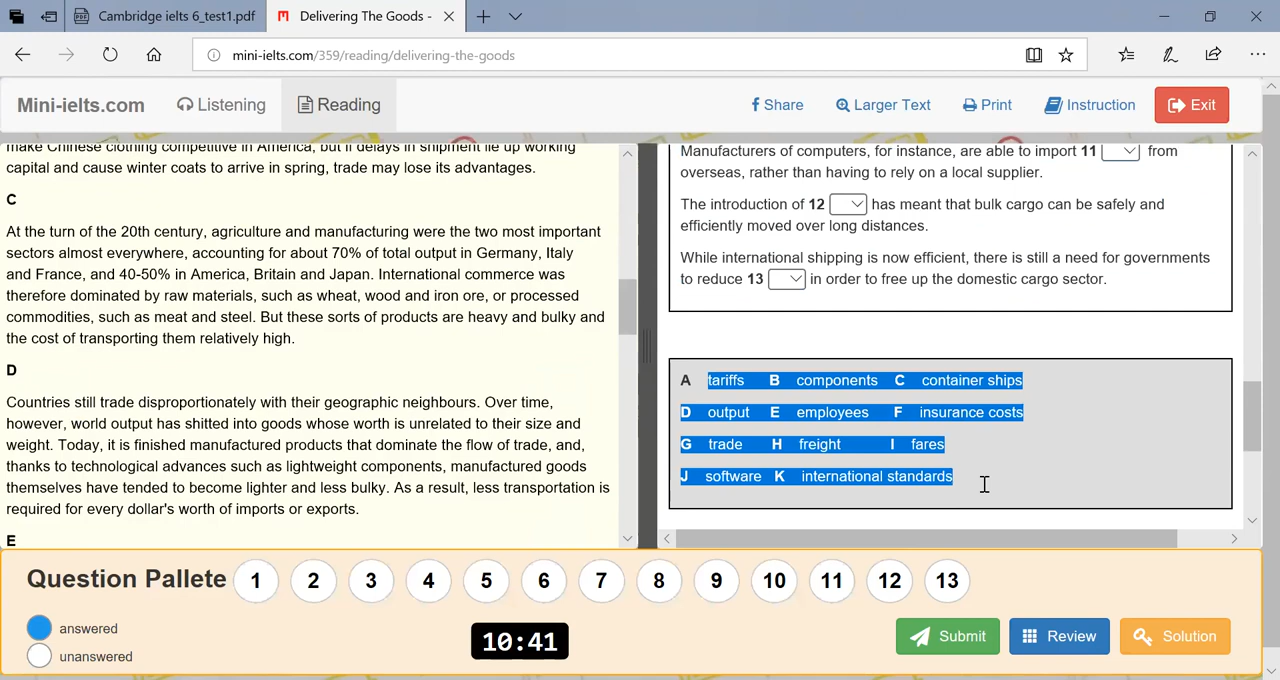 Cambridge ielts 6_test1.pdf
Delivering The Goods -
mini-ielts.com/359/reading/delivering-the-goods
Mini-ielts.com Listening Reading Share Larger Text Print Instruction Exit
make Chinese clothing competitive in America, but if delays in shipment tie up working
capital and cause winter coats to arrive in spring, trade may lose its advantages.
C
At the turn of the 20th century, agriculture and manufacturing were the two most important
sectors almost everywhere, accounting for about 70% of total output in Germany, Italy
and France, and 40-50% in America, Britain and Japan. International commerce was
therefore dominated by raw materials, such as wheat, wood and iron ore, or processed
commodities, such as meat and steel. But these sorts of products are heavy and bulky and
the cost of transporting them relatively high.
D
Countries still trade disproportionately with their geographic neighbours. Over time,
however, world output has shitted into goods whose worth is unrelated to their size and
weight. Today, it is finished manufactured products that dominate the flow of trade, and,
thanks to technological advances such as lightweight components, manufactured goods
themselves have tended to become lighter and less bulky. As a result, less transportation is
required for every dollar's worth of imports or exports.
E
Manufacturers of computers, for instance, are able to import 11 from
overseas, rather than having to rely on a local supplier.
The introduction of 12 has meant that bulk cargo can be safely and
efficiently moved over long distances.
While international shipping is now efficient, there is still a need for governments
to reduce 13 in order to free up the domestic cargo sector.
A tariffs B components C container ships
D output E employees F insurance costs
G trade H freight I fares
J software K international standards
Question Pallete 1 2 3 4 5 6 7 8 9 10 11 12 13
answered
unanswered
10:41
Submit Review Solution